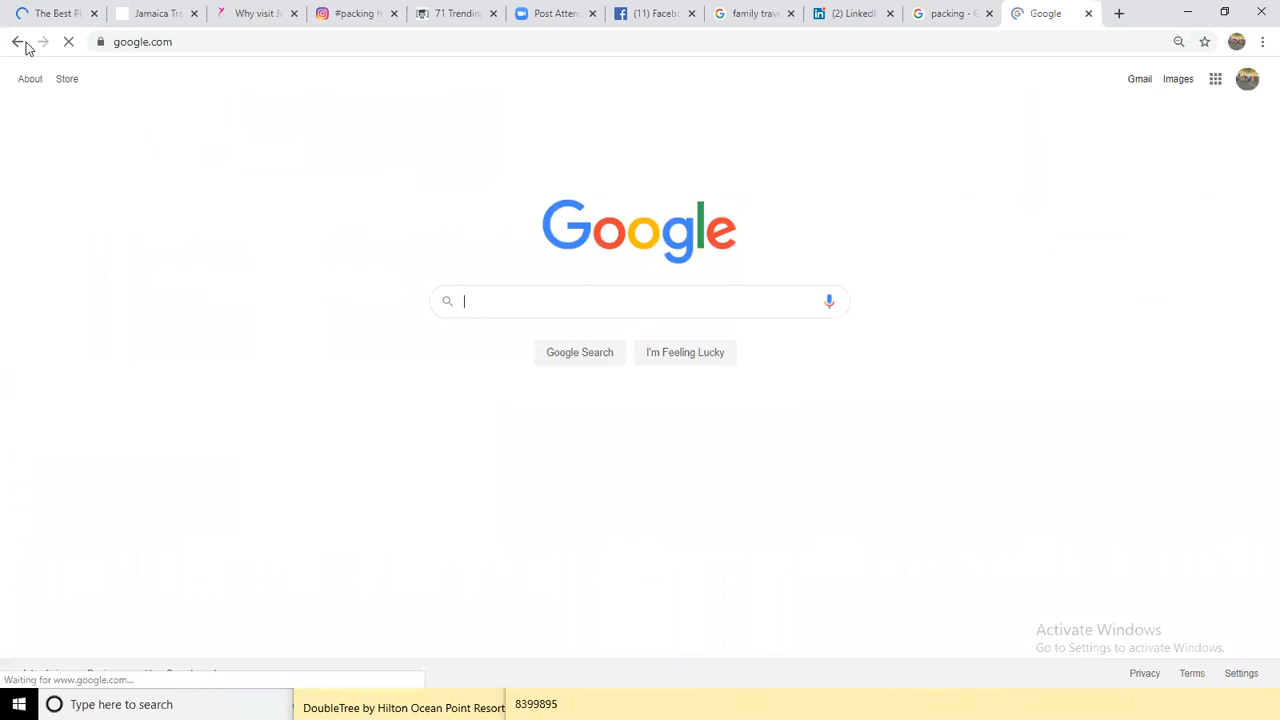 The Best Pl
Jamaica Tra
Why visit Ja
#packing h
71 Trending
Post Atten
(11) Facebo
family trave
(2) LinkedI
packing - G
Google
google.com
About
Store
Gmail
Images
Google
Google Search
I'm Feeling Lucky
Activate Windows
Go to Settings to activate Windows.
Privacy
Terms
Settings
Waiting for www.google.com...
Type here to search
DoubleTree by Hilton Ocean Point Resort
8399895